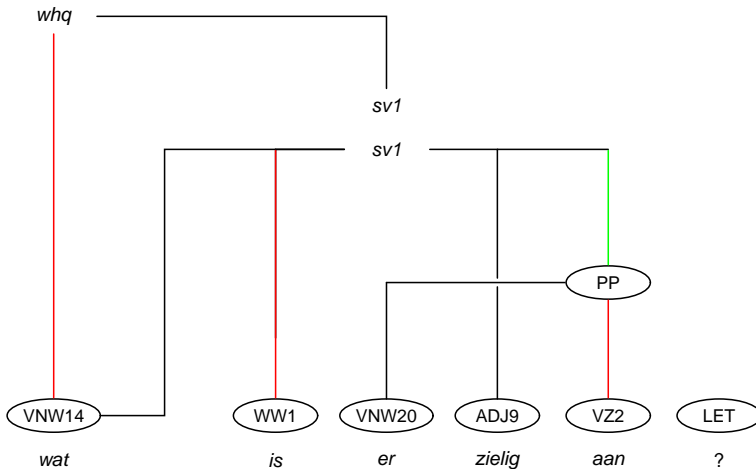 whq
sv1
sv1
PP
VNW14 WW1 VNW20 ADJ9 VZ2 LET
wat is er zielig aan ?